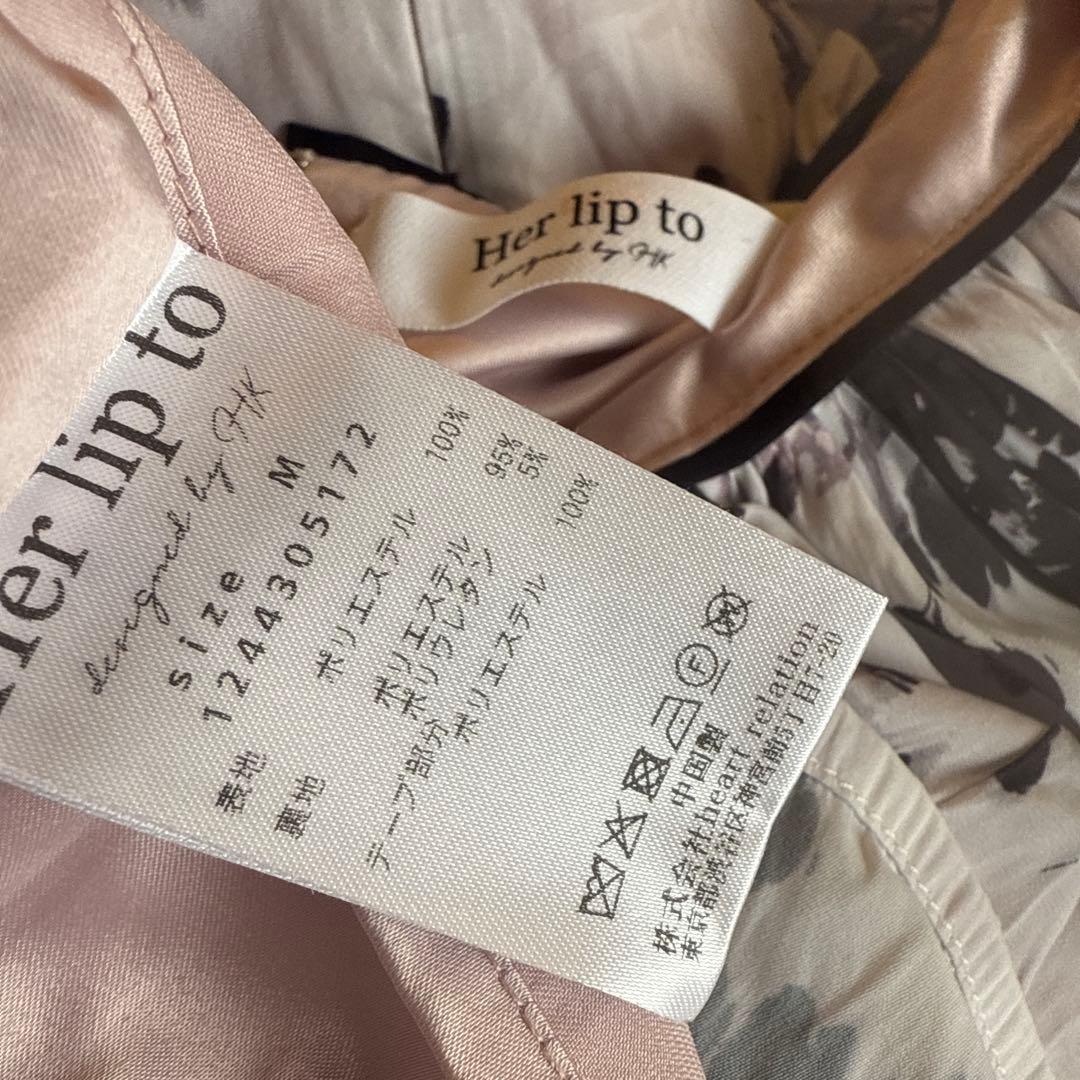 Her lip to
designed by HK
Her lip to
designed by HK
size M
1244305172
表地 ポリエステル 100%
裏地 ポリエステル 95%
ポリウレタン 5%
テープ部分
ポリエステル 100%
中国製
株式会社heart relation
東京都渋谷区神宮前5丁目7-20